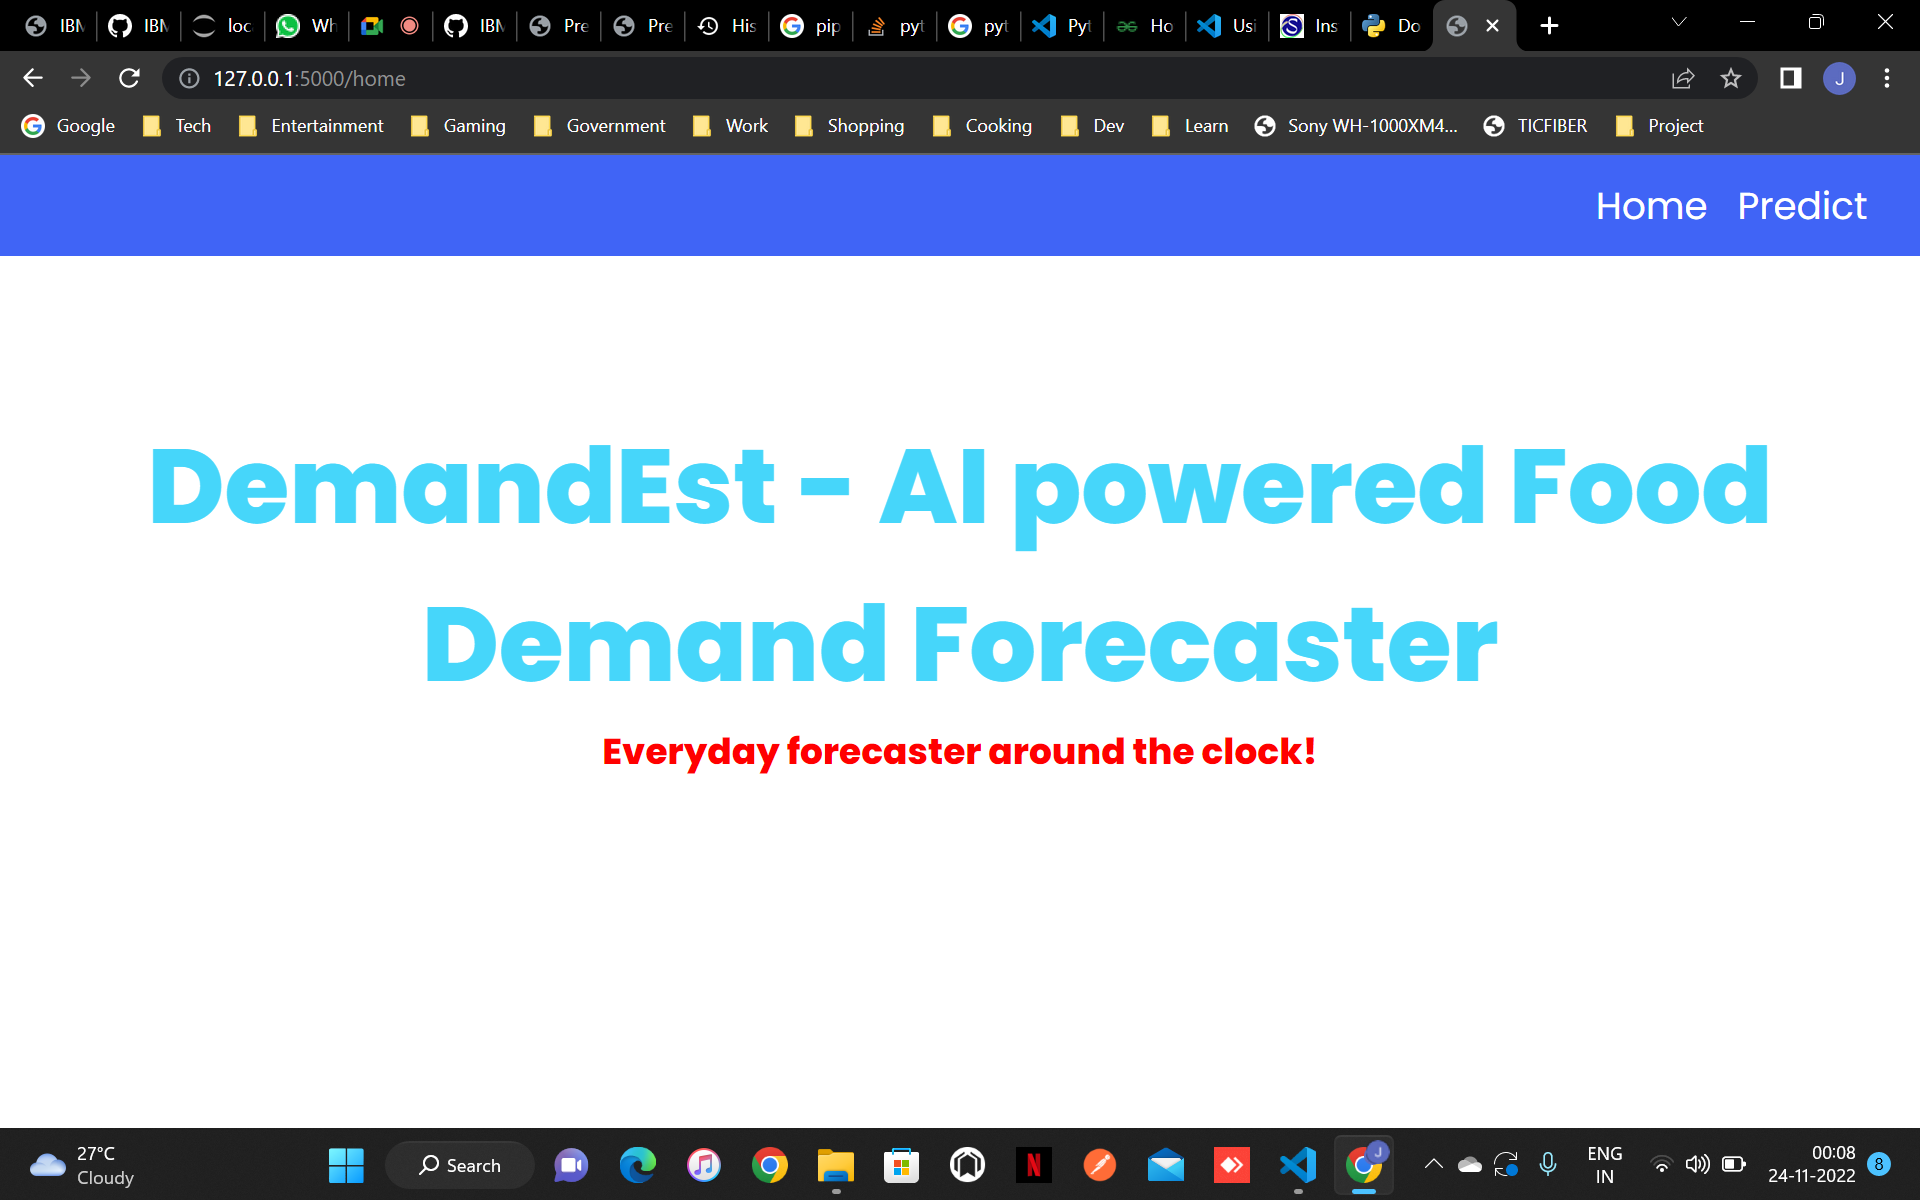 IBM IBM loc Wh IBM Pre Pre His pip pyt pyt Pyt Ho Usi Ins Do
127.0.0.1:5000/home
Google Tech Entertainment Gaming Government Work Shopping Cooking Dev Learn Sony WH-1000XM4... TICFIBER Project
Home Predict
DemandEst - AI powered Food
Demand Forecaster
Everyday forecaster around the clock!
27°C
Cloudy
Search
ENG
IN
00:08
24-11-2022
8
J